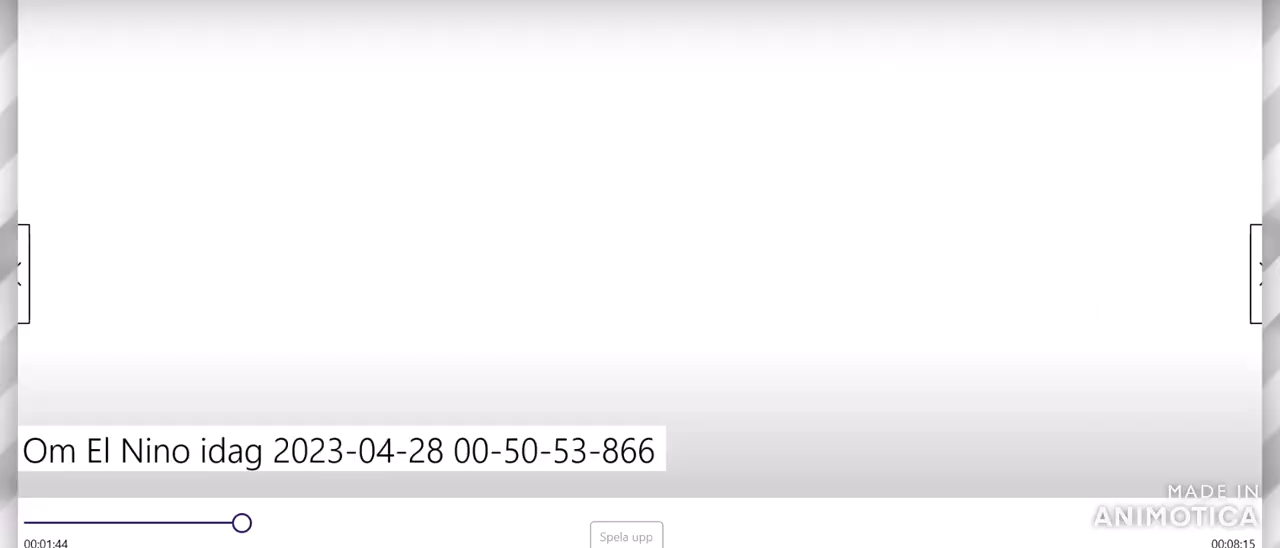 Om El Nino idag 2023-04-28 00-50-53-866
MADE IN
ANIMOTICA
Spela upp
00:01:44
00:08:15